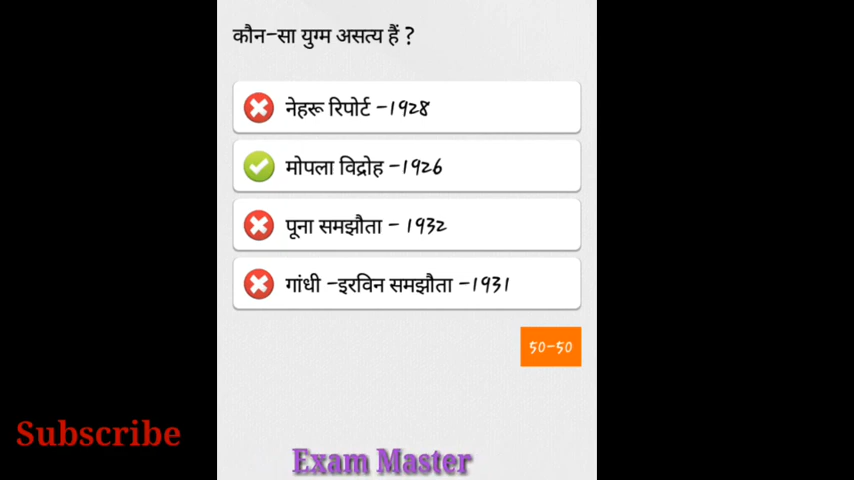 कौन-सा युग्म असत्य हैं ?
नेहरू रिपोर्ट -1928
मोपला विद्रोह -1926
पूना समझौता - 1932
गांधी -इरविन समझौता -1931
50-50
Subscribe
Exam Master